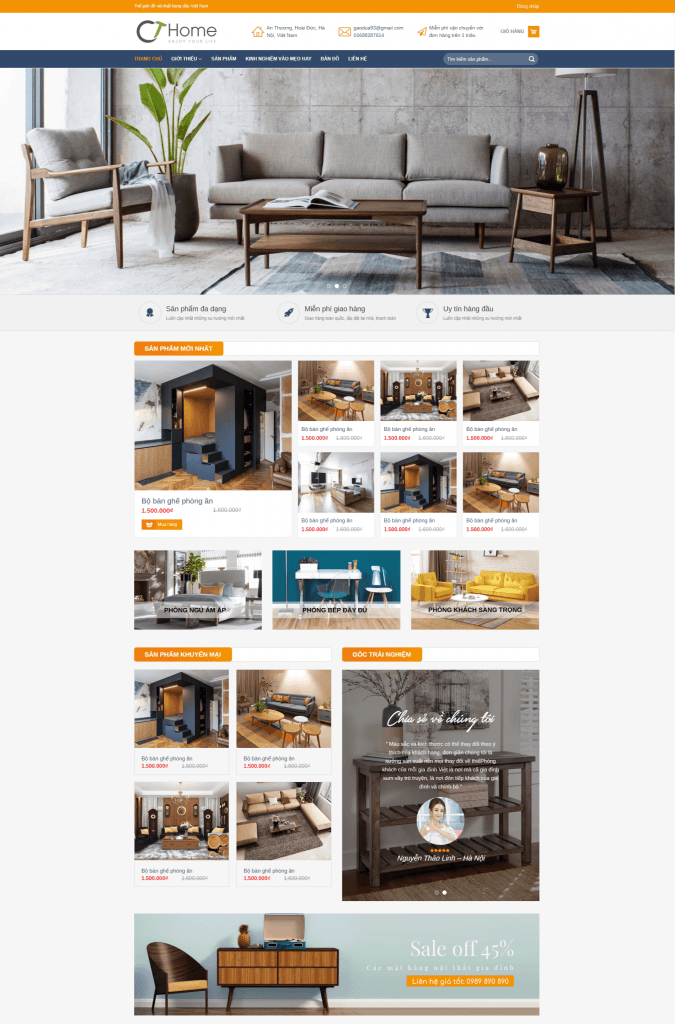 Thế giới đồ nội thất hàng đầu Việt Nam
Đăng nhập
CT Home
ENJOY YOUR LIFE
An Thượng, Hoài Đức, Hà
Nội, Việt Nam
gaodua93@gmail.com
01689287614
Miễn phí vận chuyển với
đơn hàng trên 1 triệu
GIỎ HÀNG
TRANG CHỦ
GIỚI THIỆU
SẢN PHẨM
KINH NGHIỆM VÀO MẸO HAY
BẢN ĐỒ
LIÊN HỆ
Tìm kiếm sản phẩm...
Sản phẩm đa dạng
Luôn cập nhật những xu hướng mới nhất
Miễn phí giao hàng
Giao hàng toàn quốc, lắp đặt tại nhà, thanh toán
Uy tín hàng đầu
Luôn cập nhật những xu hướng mới nhất
SẢN PHẨM MỚI NHẤT
Bộ bàn ghế phòng ăn
1.500.000₫ 1.600.000₫
Mua hàng
Bộ bàn ghế phòng ăn
1.500.000₫ 1.600.000₫
Bộ bàn ghế phòng ăn
1.500.000₫ 1.600.000₫
Bộ bàn ghế phòng ăn
1.500.000₫ 1.600.000₫
Bộ bàn ghế phòng ăn
1.500.000₫ 1.600.000₫
Bộ bàn ghế phòng ăn
1.500.000₫ 1.600.000₫
Bộ bàn ghế phòng ăn
1.500.000₫ 1.600.000₫
PHÒNG NGỦ ẤM ÁP
PHÒNG BẾP ĐẦY ĐỦ
PHÒNG KHÁCH SANG TRỌNG
SẢN PHẨM KHUYẾN MẠI
Bộ bàn ghế phòng ăn
1.500.000₫ 1.600.000₫
Bộ bàn ghế phòng ăn
1.500.000₫ 1.600.000₫
Bộ bàn ghế phòng ăn
1.500.000₫ 1.600.000₫
Bộ bàn ghế phòng ăn
1.500.000₫ 1.600.000₫
GÓC TRẢI NGHIỆM
Chia sẻ về chúng tôi
" Màu sắc và kích thước có thể thay đổi theo ý
thích của khách hàng, đơn giản chúng tôi là
xưởng sản xuất nên mọi thay đổi về thiếPhòng
khách của mỗi gia đình Việt là nơi mà cả gia đình
sum vầy trò truyện, là nơi đón tiếp khách của gia
đình và chính bộ "
Nguyễn Thảo Linh – Hà Nội
Sale off 45%
Các mặt hàng nội thất gia đình
Liên hệ giá tốt: 0989 890 890